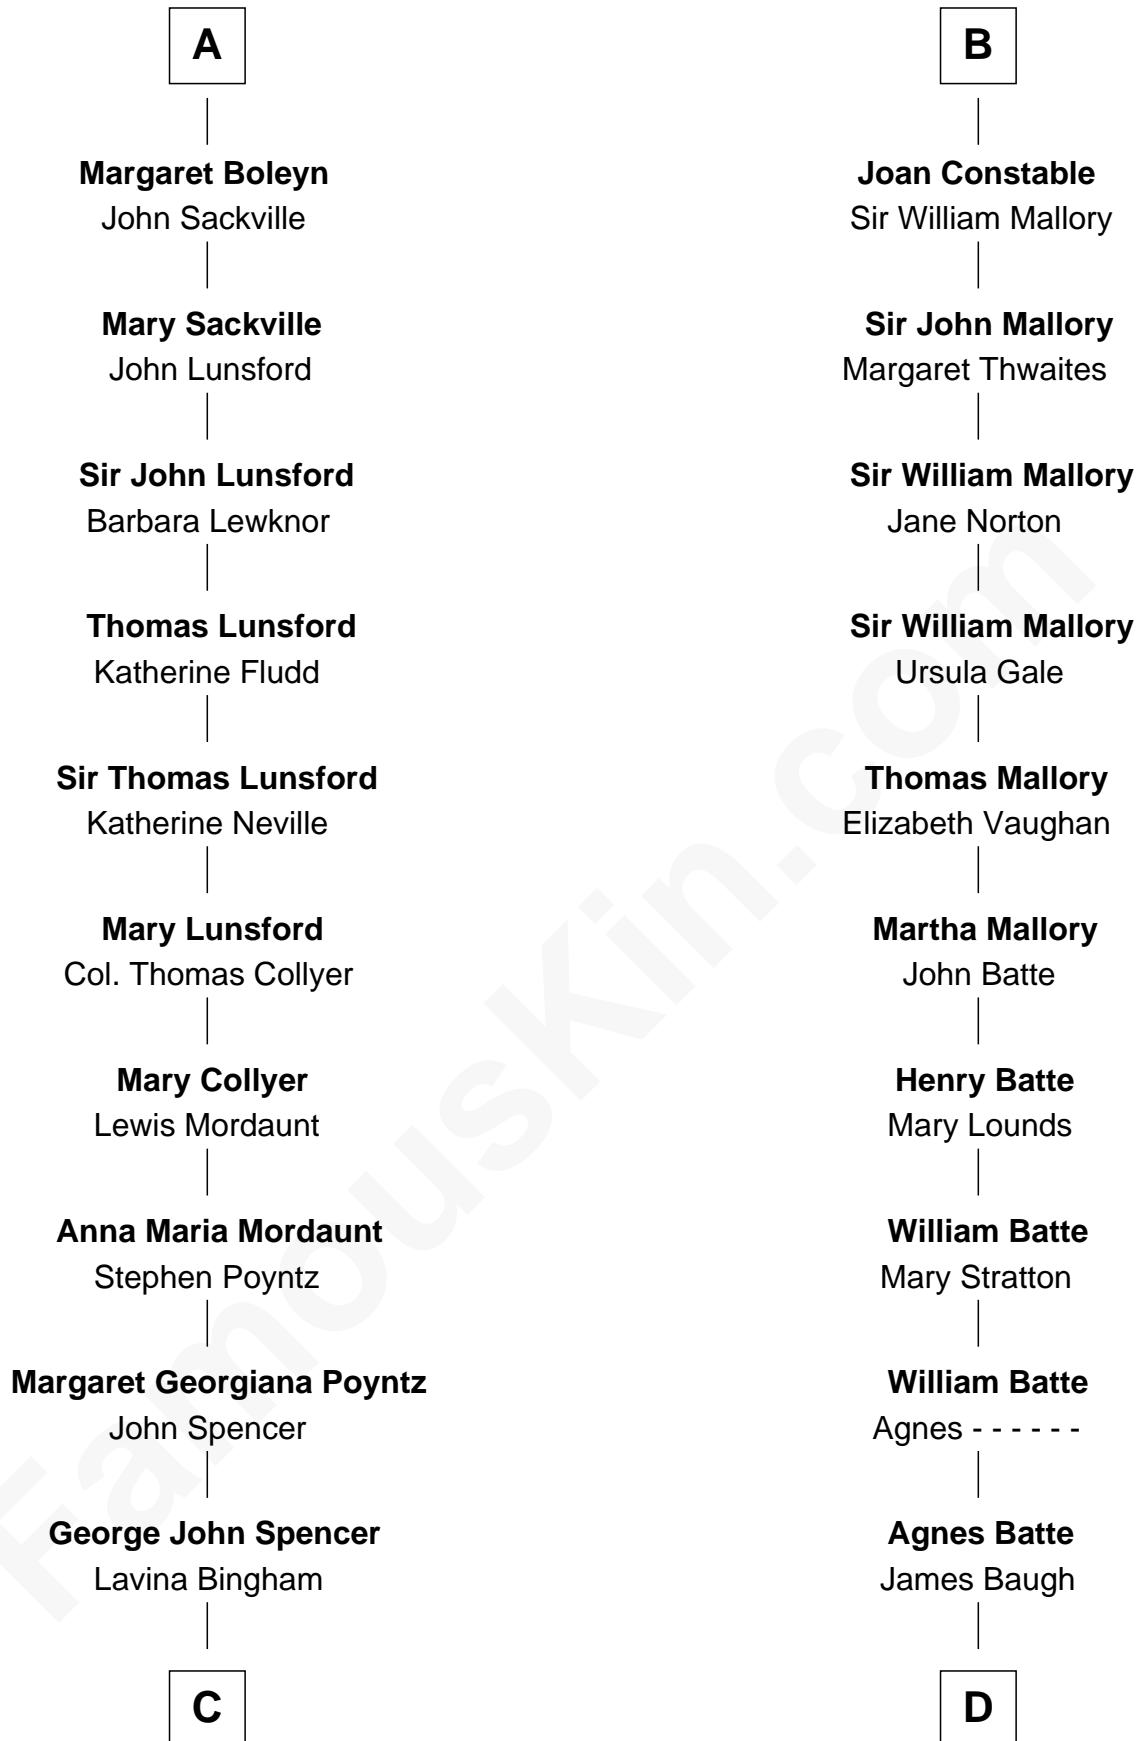 A
Margaret Boleyn
John Sackville
Mary Sackville
John Lunsford
Sir John Lunsford
Barbara Lewknor
Thomas Lunsford
Katherine Fludd
Sir Thomas Lunsford
Katherine Neville
Mary Lunsford
Col. Thomas Collyer
Mary Collyer
Lewis Mordaunt
Anna Maria Mordaunt
Stephen Poyntz
Margaret Georgiana Poyntz
John Spencer
George John Spencer
Lavina Bingham
C
B
Joan Constable
Sir William Mallory
Sir John Mallory
Margaret Thwaites
Sir William Mallory
Jane Norton
Sir William Mallory
Ursula Gale
Thomas Mallory
Elizabeth Vaughan
Martha Mallory
John Batte
Henry Batte
Mary Lounds
William Batte
Mary Stratton
William Batte
Agnes - - - - - -
Agnes Batte
James Baugh
D
FamousKin.com